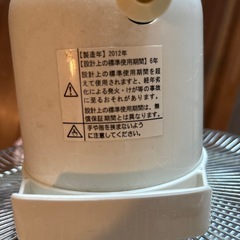 【製造年】2012年
【設計上の標準使用期間】6年
設計上の標準使用期間を超
えて使用されますと、経年劣
化による発火・けが等の事故
に至るおそれがあります。
設計上の標準使用期間は、無
償保証期間とは異なります。
手や指を挟まないよう
に注意してください。